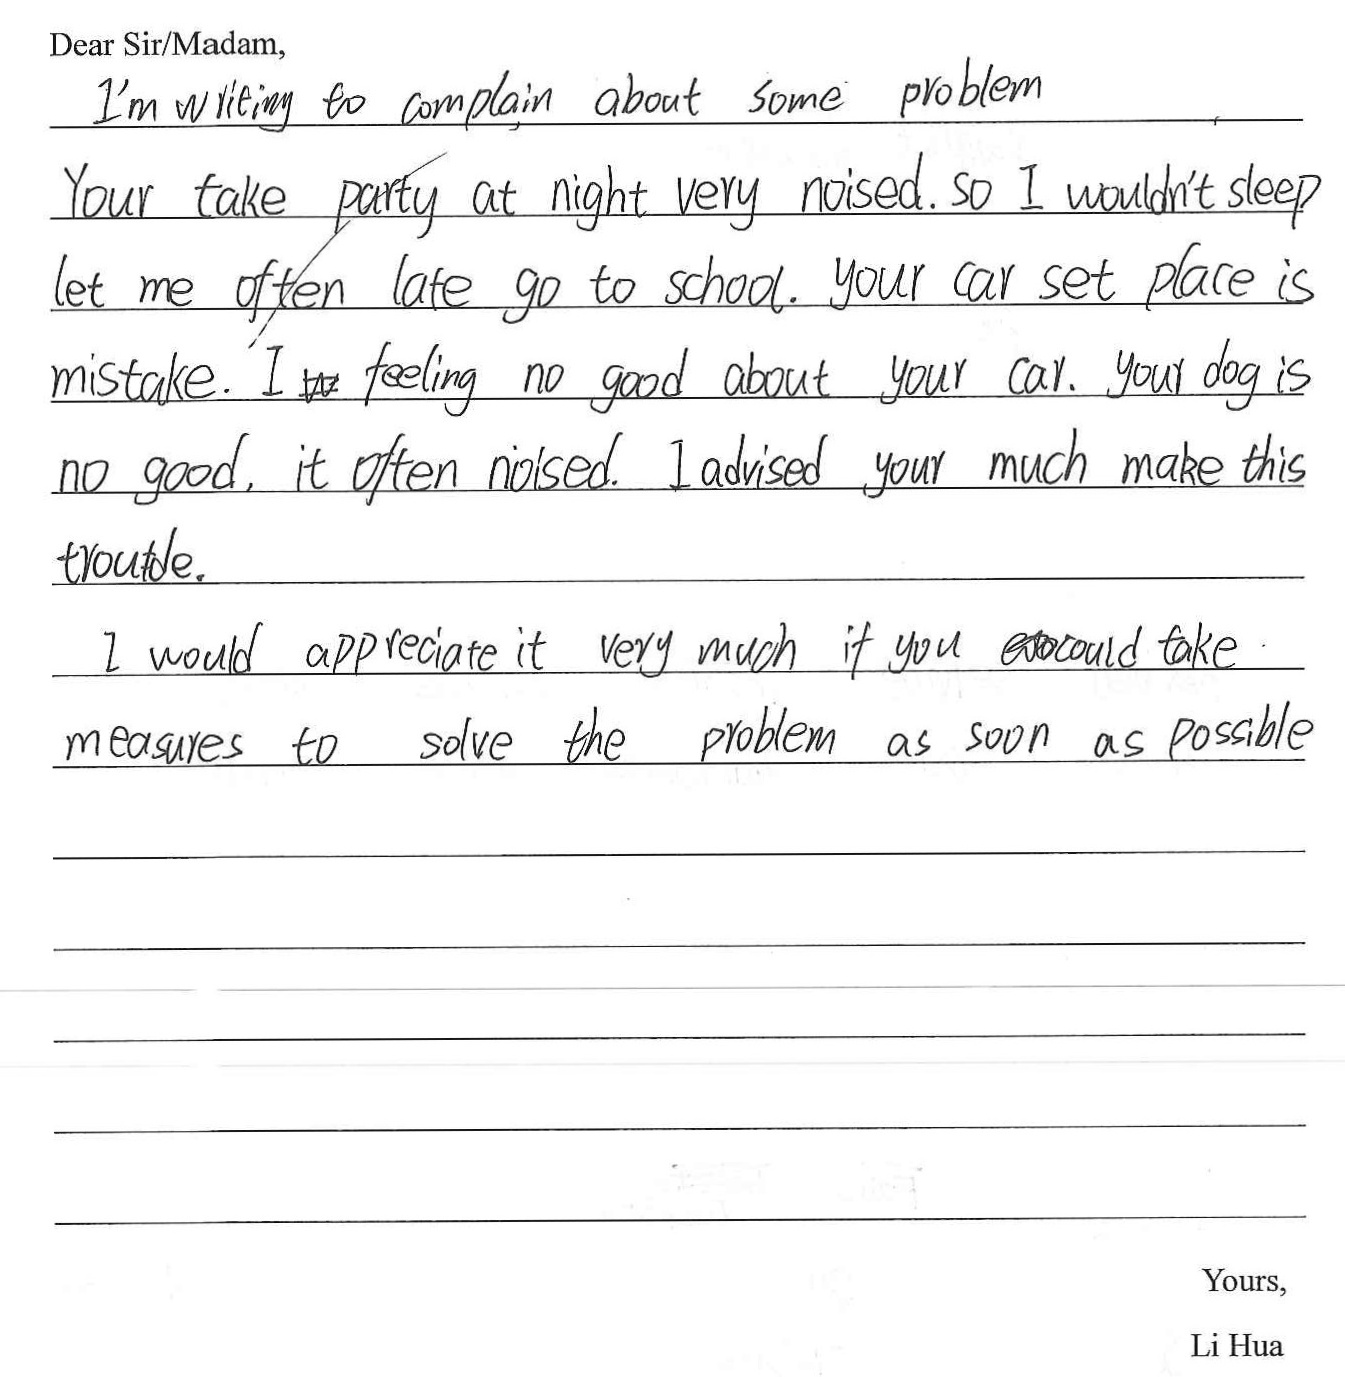 Dear Sir/Madam,
I'm writing to complain about some problem
Your take party at night very noised. so I wouldn't sleep
let me often late go to school. your car set place is
mistake. I feeling no good about your car. your dog is
no good, it often noised. I advised your much make this
trouble.
I would appreciate it very much if you could take
measures to solve the problem as soon as possible
Yours,
Li Hua